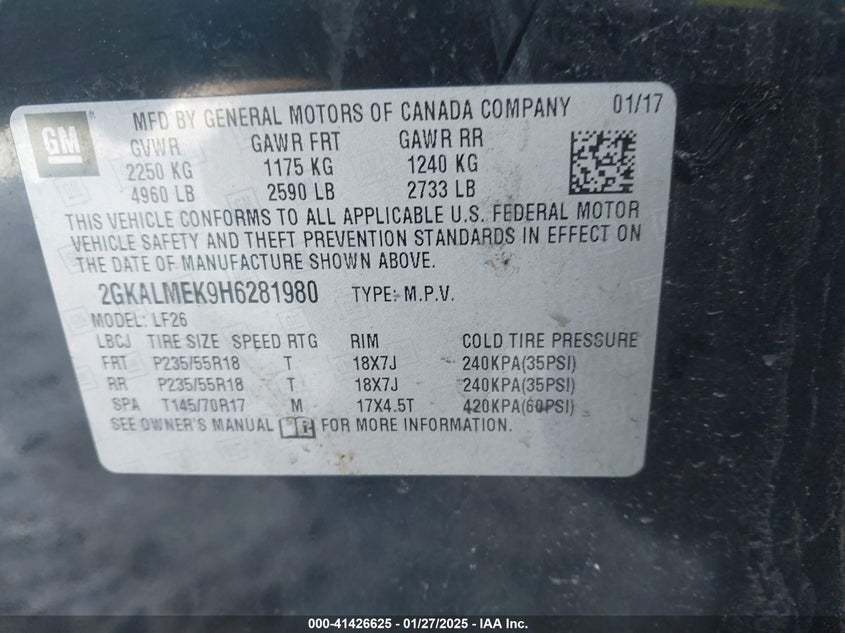 GM
MFD BY GENERAL MOTORS OF CANADA COMPANY 01/17
GVWR GAWR FRT GAWR RR
2250 KG 1175 KG 1240 KG
4960 LB 2590 LB 2733 LB
THIS VEHICLE CONFORMS TO ALL APPLICABLE U.S. FEDERAL MOTOR
VEHICLE SAFETY AND THEFT PREVENTION STANDARDS IN EFFECT ON
THE DATE OF MANUFACTURE SHOWN ABOVE.
2GKALMEK9H6281980 TYPE: M.P.V.
MODEL: LF26
LBCJ TIRE SIZE SPEED RTG RIM COLD TIRE PRESSURE
FRT P235/55R18 T 18X7J 240KPA(35PSI)
RR P235/55R18 T 18X7J 240KPA(35PSI)
SPA T145/70R17 M 17X4.5T 420KPA(60PSI)
SEE OWNER'S MANUAL FOR MORE INFORMATION.
000-41426625 - 01/27/2025 - IAA Inc.